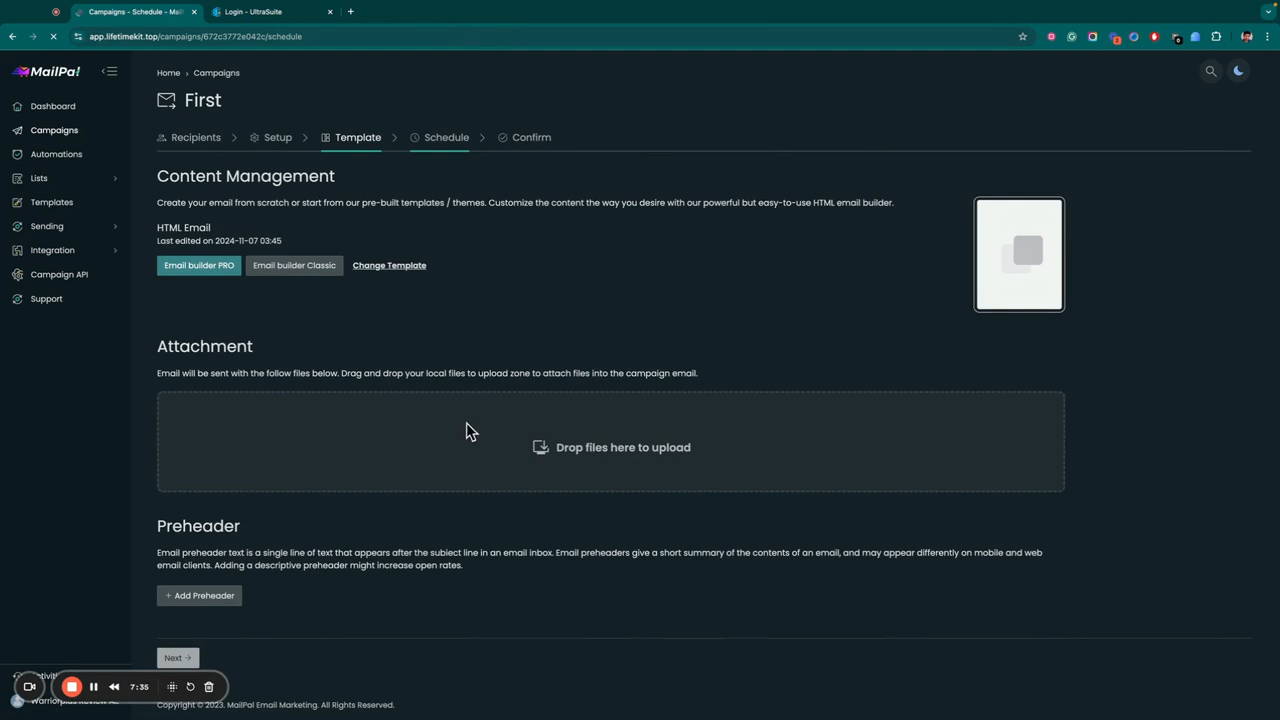 Campaigns - Schedule - Mail
Login - UltraSuite
app.lifetimekit.top/campaigns/672c3772e042c/schedule
MailPal
Home › Campaigns
First
Dashboard
Campaigns
Automations
Lists
Templates
Sending
Integration
Campaign API
Support
Recipients
Setup
Template
Schedule
Confirm
Content Management
Create your email from scratch or start from our pre-built templates / themes. Customize the content the way you desire with our powerful but easy-to-use HTML email builder.
HTML Email
Last edited on 2024-11-07 03:45
Email builder PRO
Email builder Classic
Change Template
Attachment
Email will be sent with the follow files below. Drag and drop your local files to upload zone to attach files into the campaign email.
Drop files here to upload
Preheader
Email preheader text is a single line of text that appears after the subject line in an email inbox. Email preheaders give a short summary of the contents of an email, and may appear differently on mobile and web
email clients. Adding a descriptive preheader might increase open rates.
+ Add Preheader
Next →
7:35
Copyright © 2023. MailPal Email Marketing. All Rights Reserved.